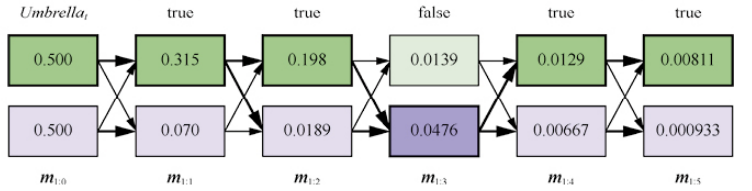 Umbrellaₜ true true false true true
0.500 0.315 0.198 0.0139 0.0129 0.00811
0.500 0.070 0.0189 0.0476 0.00667 0.000933
m1:0 m1:1 m1:2 m1:3 m1:4 m1:5